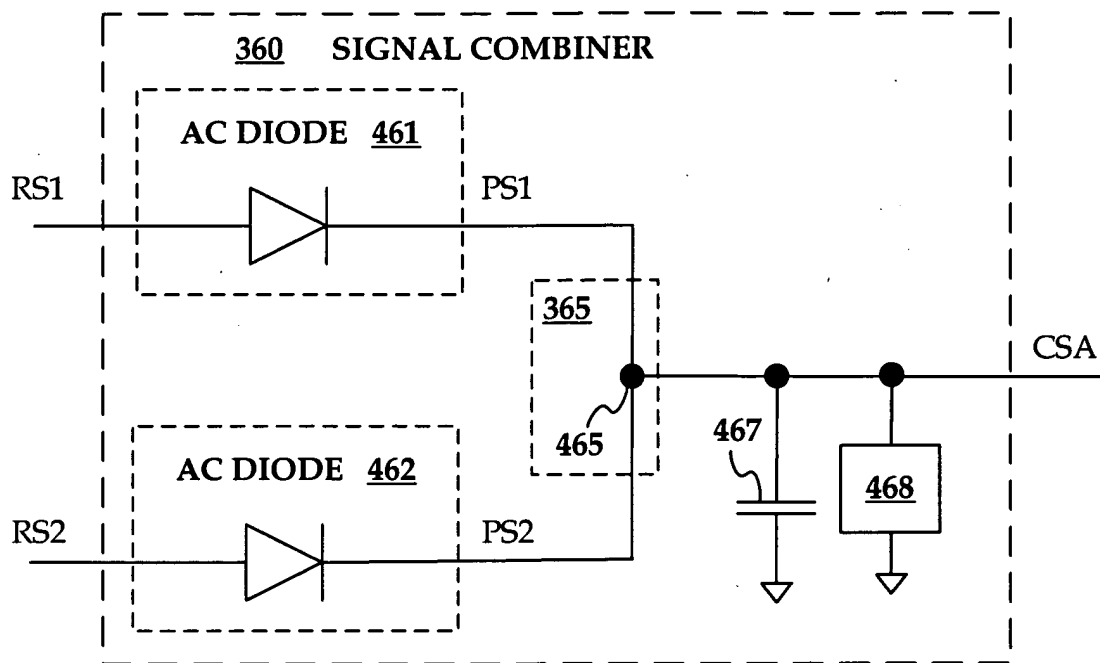 360 SIGNAL COMBINER
AC DIODE 461
RS1
PS1
365
CSA
465
467
468
AC DIODE 462
RS2
PS2